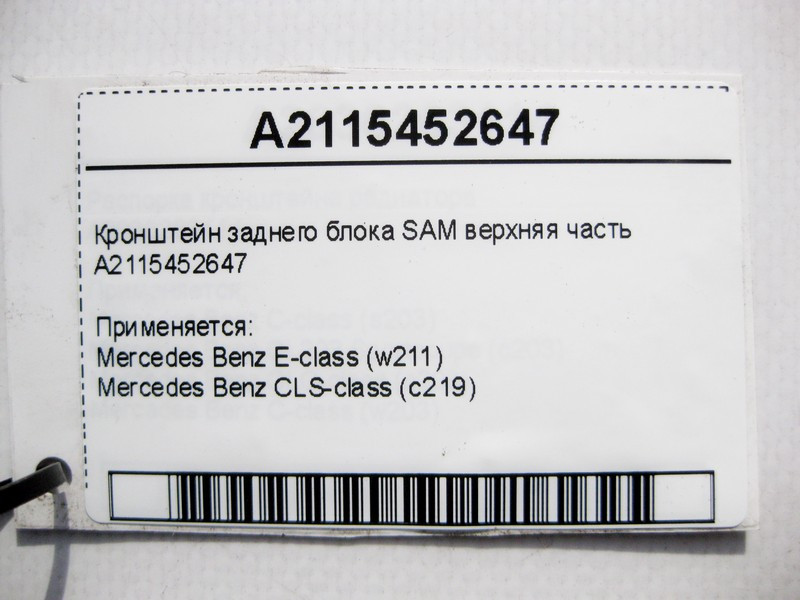 A2115452647
Кронштейн заднего блока SAM верхняя часть
A2115452647
Применяется:
Mercedes Benz E-class (w211)
Mercedes Benz CLS-class (c219)